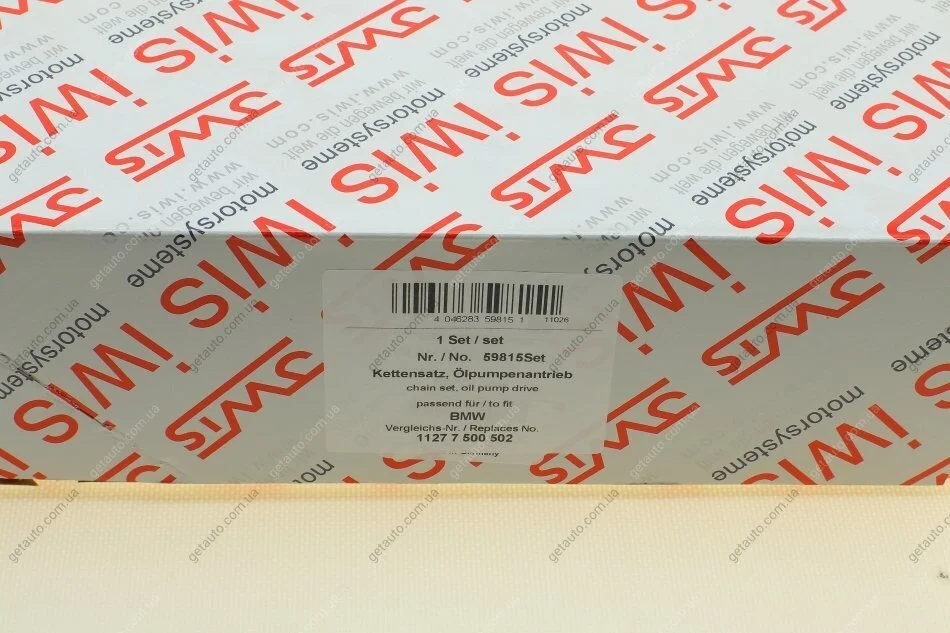 iwis motorsysteme
wir bewegen die welt
www.iwis.com
4 046283 59815 1 11026
1 Set / set
Nr. / No. 59815Set
Kettensatz, Ölpumpenantrieb
chain set, oil pump drive
passend für / to fit
BMW
Vergleichs-Nr. / Replaces No.
1127 7 500 502
Germany
getauto.com.ua